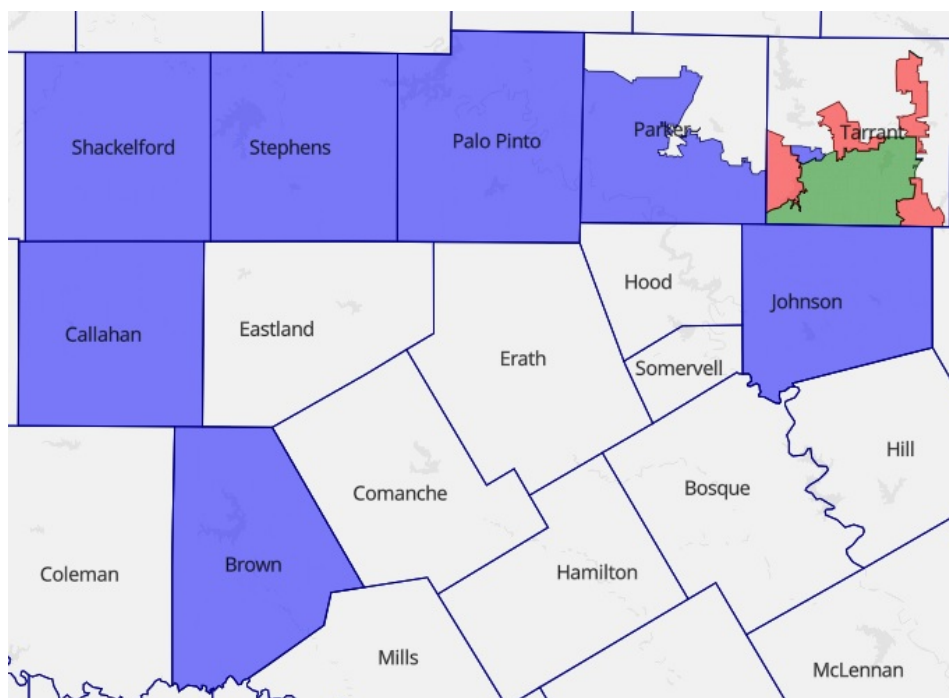 Shackelford
Stephens
Palo Pinto
Parker
Tarrant
Callahan
Eastland
Erath
Hood
Somervell
Johnson
Comanche
Bosque
Hill
Coleman
Brown
Hamilton
Mills
McLennan